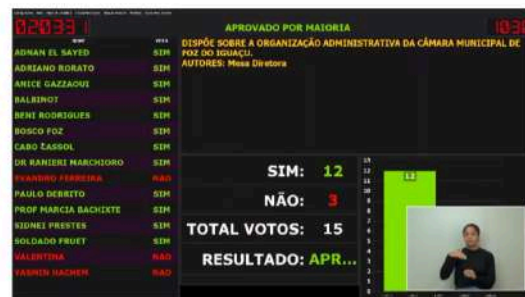 APROVADO POR MAIORIA
DISPÕE SOBRE A ORGANIZAÇÃO ADMINISTRATIVA DA CÂMARA MUNICIPAL DE
FOZ DO IGUAÇU.
AUTORES: Mesa Diretora
ADNAN EL SAYED SIM
ADRIANO RORATO SIM
ANICE GAZZAOUI SIM
BALBINOT SIM
BENI RODRIGUES SIM
BOSCO FOZ SIM
CABO CASSOL SIM
DR RANIERI MARCHIORO SIM
EVANDRO FERREIRA NÃO
PAULO DEBRITO SIM
PROF MARCIA BACHIXTE SIM
SIDNEI PRESTES SIM
SOLDADO FRUET SIM
VALENTINA NÃO
YASMIN HACHEM NÃO
SIM: 12
NÃO: 3
TOTAL VOTOS: 15
RESULTADO: APR...
12